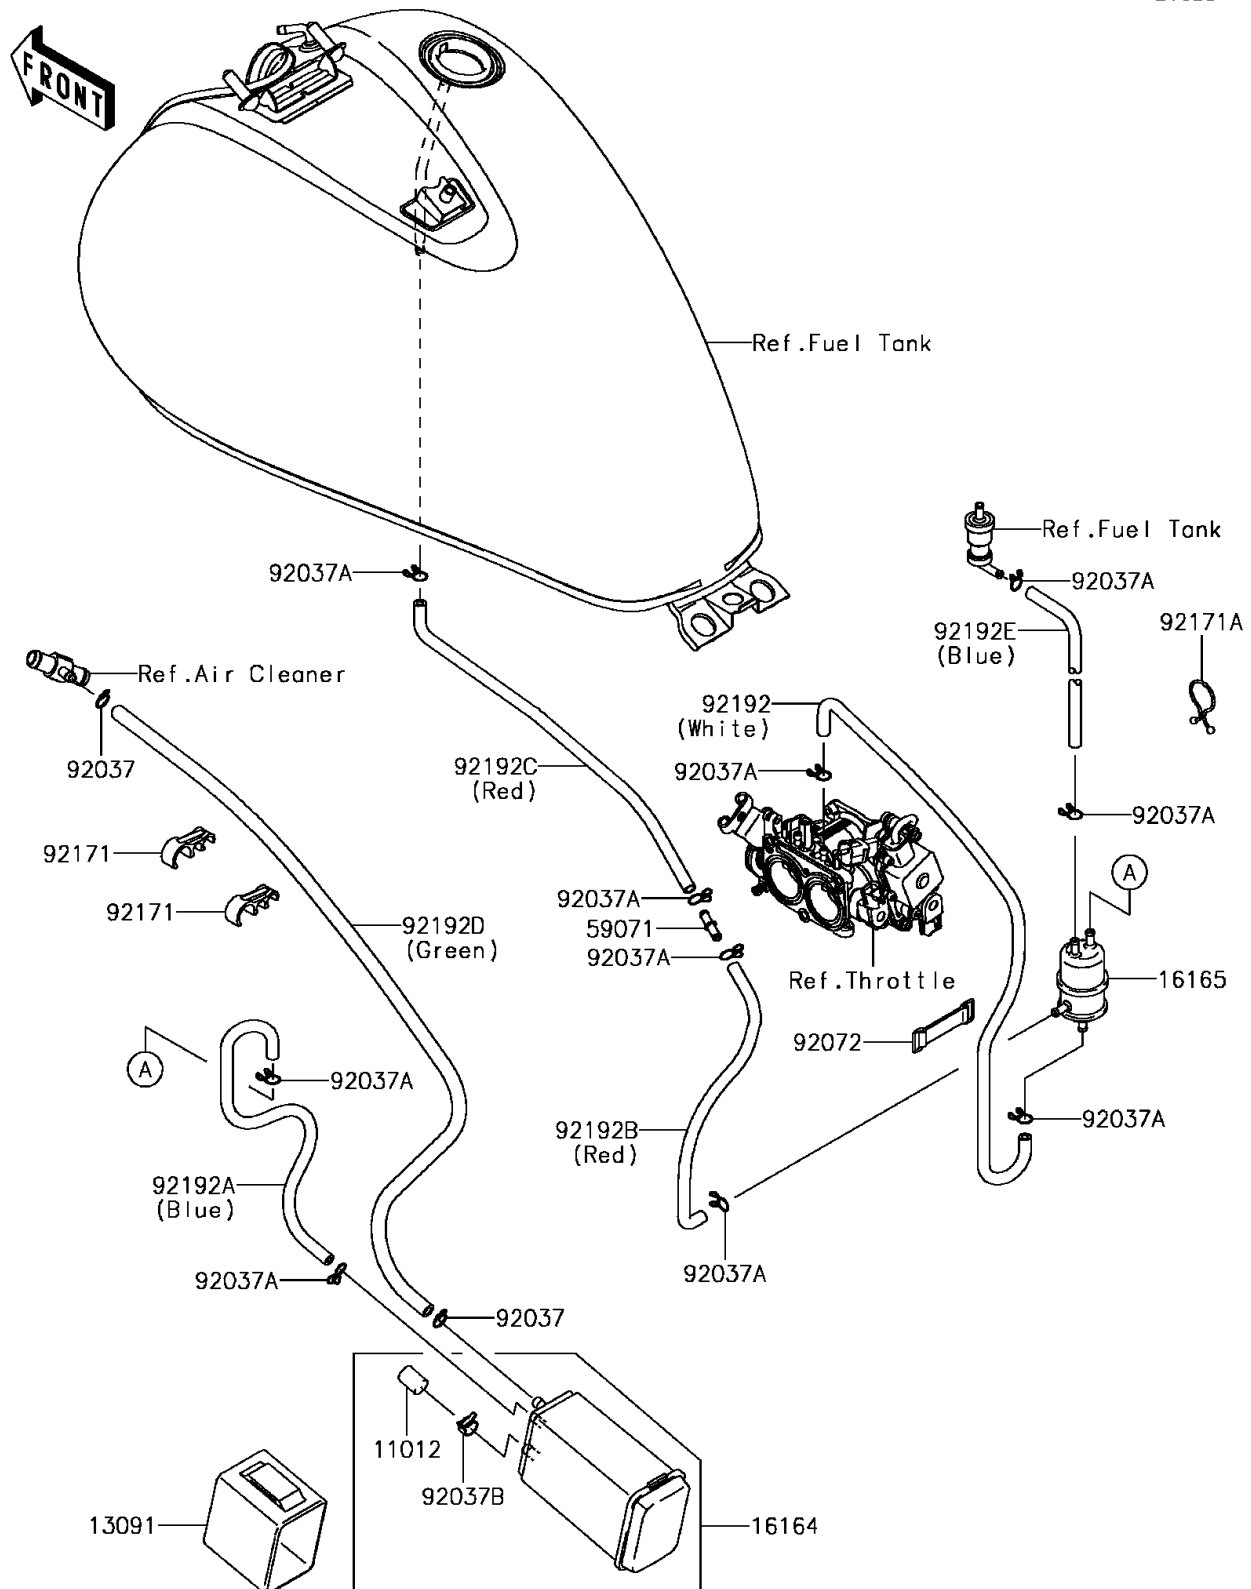 FRONT
Ref.Fuel Tank
Ref.Fuel Tank
92037A
92037A
92192E
(Blue)
92171A
Ref.Air Cleaner
92192
(White)
92037
92192C
(Red)
92037A
92037A
92171
92171
92192D
(Green)
92037A
59071
92037A
A
Ref.Throttle
16165
92072
A
92037A
92037A
92192B
(Red)
92192A
(Blue)
92037A
92037A
92037
11012
92037B
13091
16164